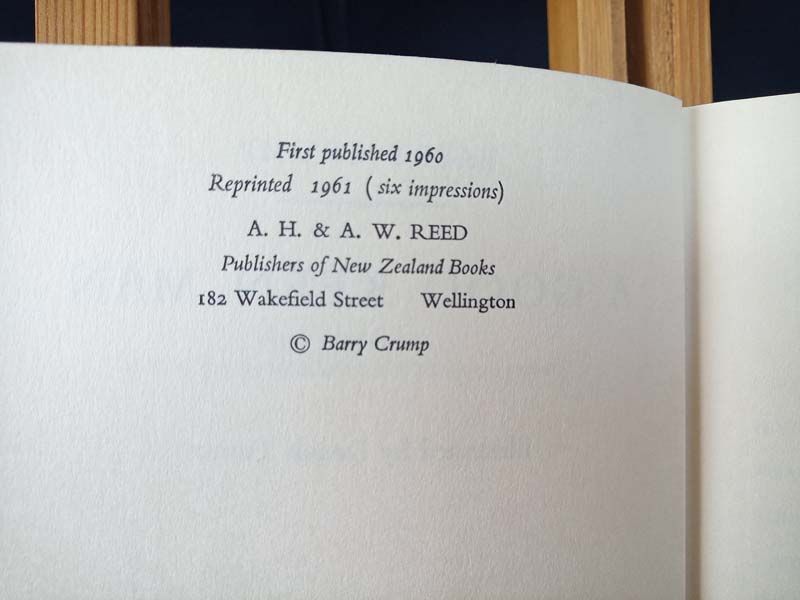 First published 1960
Reprinted 1961 ( six impressions)
A. H. & A. W. REED
Publishers of New Zealand Books
182 Wakefield Street Wellington
© Barry Crump